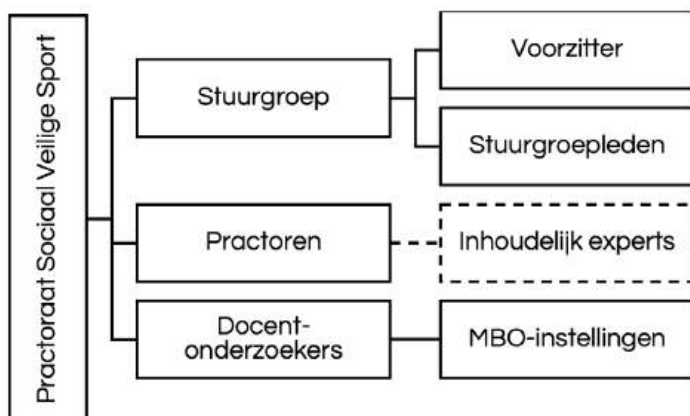 Practoraat Sociaal Veilige Sport
Stuurgroep
Voorzitter
Stuurgroepleden
Practoren
Inhoudelijk experts
Docent-
onderzoekers
MBO-instellingen